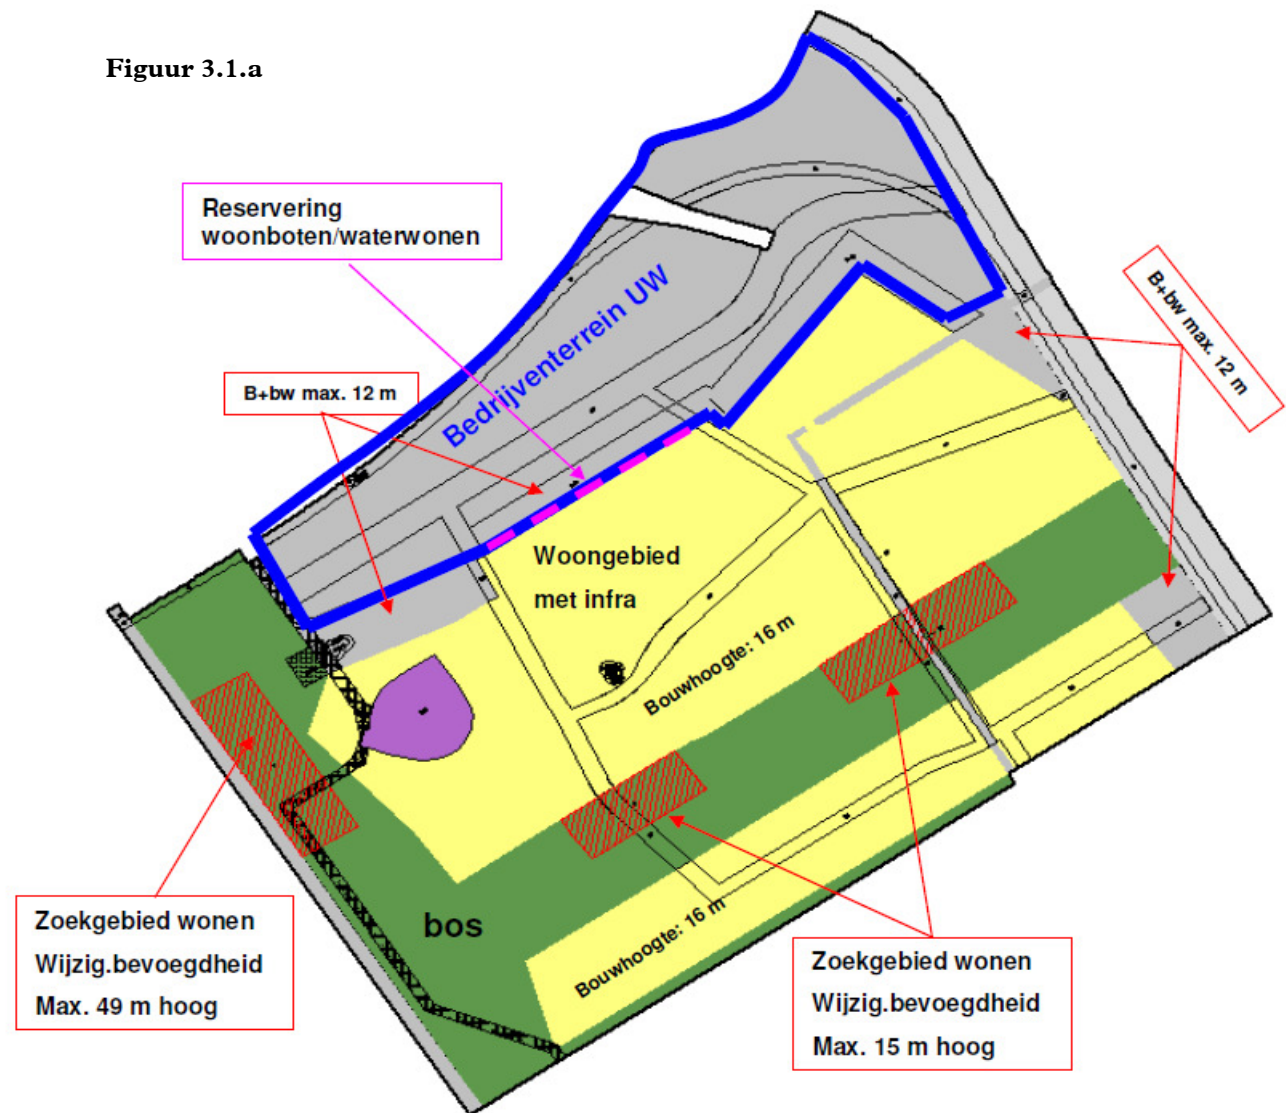 Figuur 3.1.a
Reservering
woonboten/waterwonen
B+bw max. 12 m
Bedrijventerrein UW
B+bw max. 12 m
Woongebied
met infra
Bouwhoogte: 16 m
bos
Bouwhoogte: 16 m
Zoekgebied wonen
Wijzig.bevoegdheid
Max. 49 m hoog
Zoekgebied wonen
Wijzig.bevoegdheid
Max. 15 m hoog